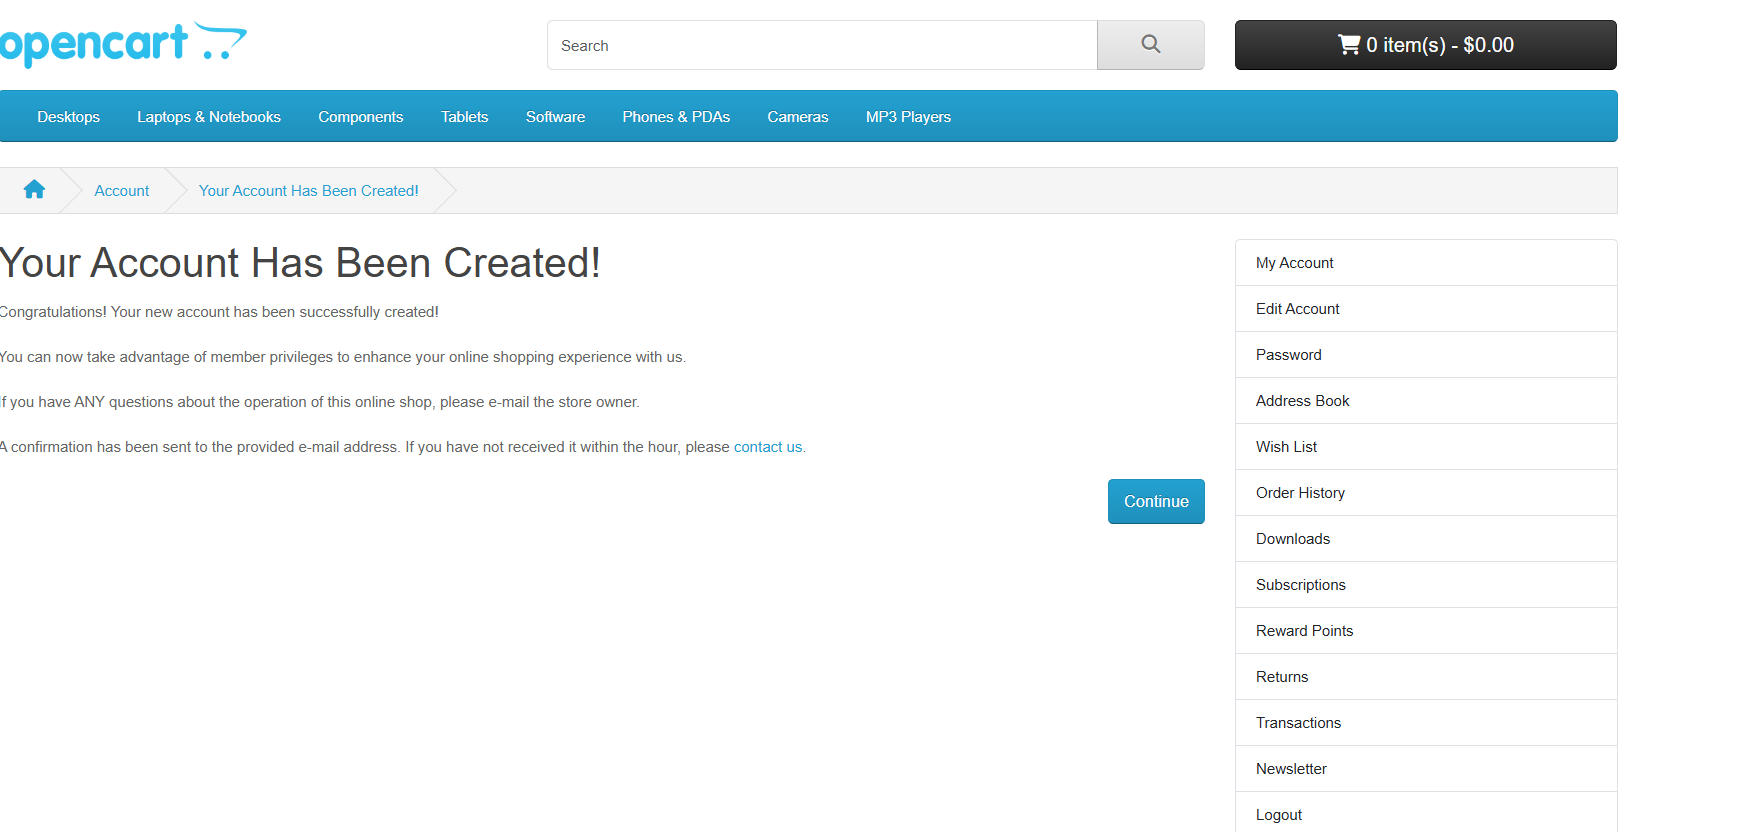 opencart
Search
0 item(s) - $0.00
Desktops Laptops & Notebooks Components Tablets Software Phones & PDAs Cameras MP3 Players
Account Your Account Has Been Created!
Your Account Has Been Created!
Congratulations! Your new account has been successfully created!
You can now take advantage of member privileges to enhance your online shopping experience with us.
If you have ANY questions about the operation of this online shop, please e-mail the store owner.
A confirmation has been sent to the provided e-mail address. If you have not received it within the hour, please contact us.
Continue
My Account
Edit Account
Password
Address Book
Wish List
Order History
Downloads
Subscriptions
Reward Points
Returns
Transactions
Newsletter
Logout